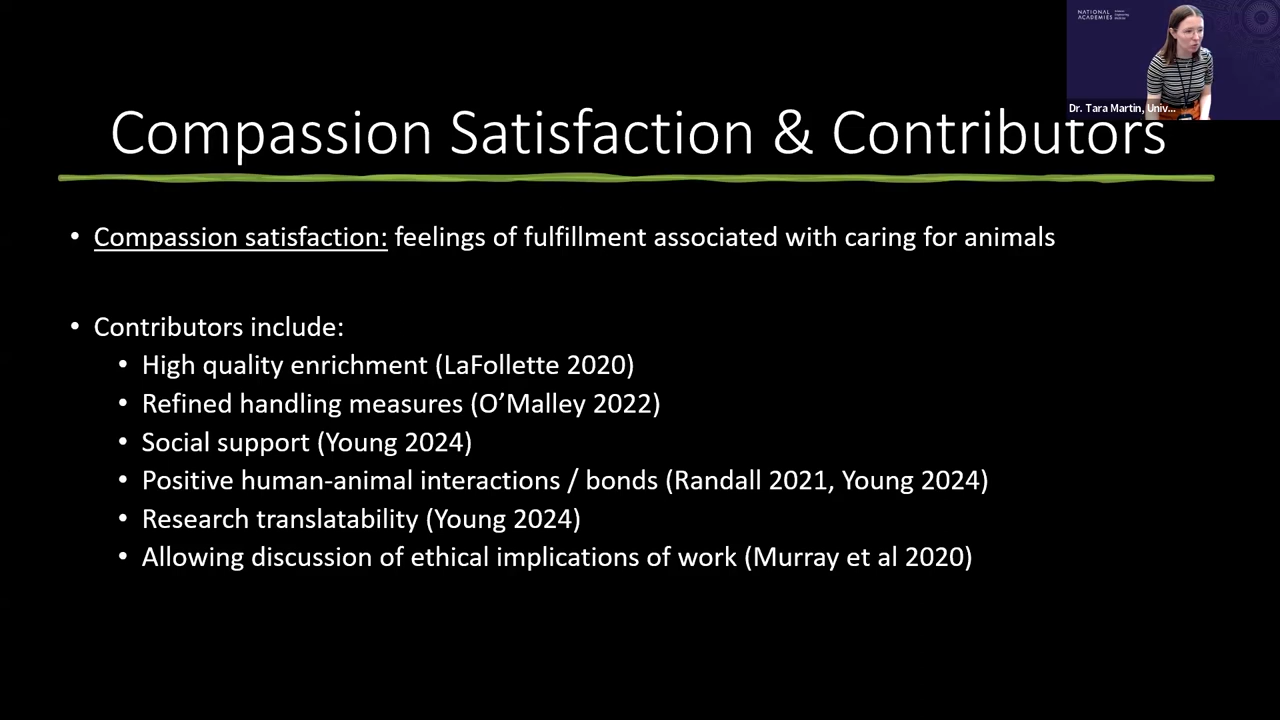 NATIONAL
ACADEMIES
Sciences
Engineering
Medicine
Dr. Tara Martin, Univ...
Compassion Satisfaction & Contributors
• Compassion satisfaction: feelings of fulfillment associated with caring for animals
• Contributors include:
• High quality enrichment (LaFollette 2020)
• Refined handling measures (O’Malley 2022)
• Social support (Young 2024)
• Positive human-animal interactions / bonds (Randall 2021, Young 2024)
• Research translatability (Young 2024)
• Allowing discussion of ethical implications of work (Murray et al 2020)